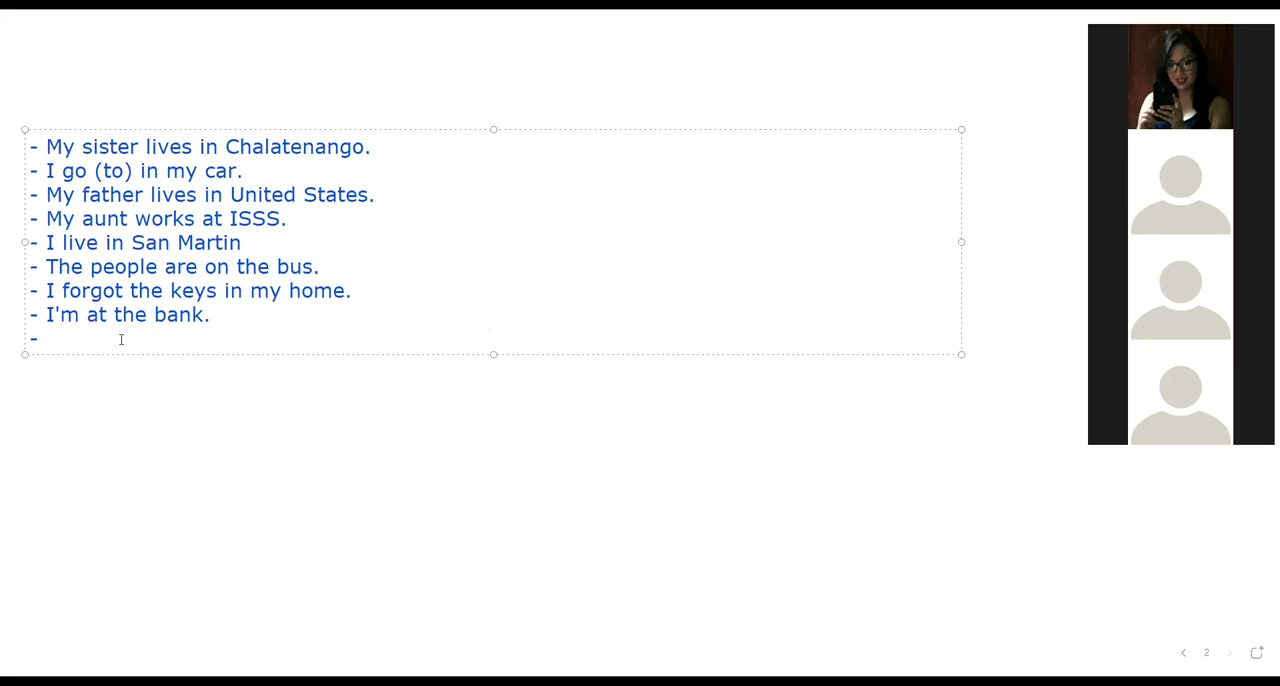 - My sister lives in Chalatenango.
- I go (to) in my car.
- My father lives in United States.
- My aunt works at ISSS.
- I live in San Martin
- The people are on the bus.
- I forgot the keys in my home.
- I'm at the bank.
-
2